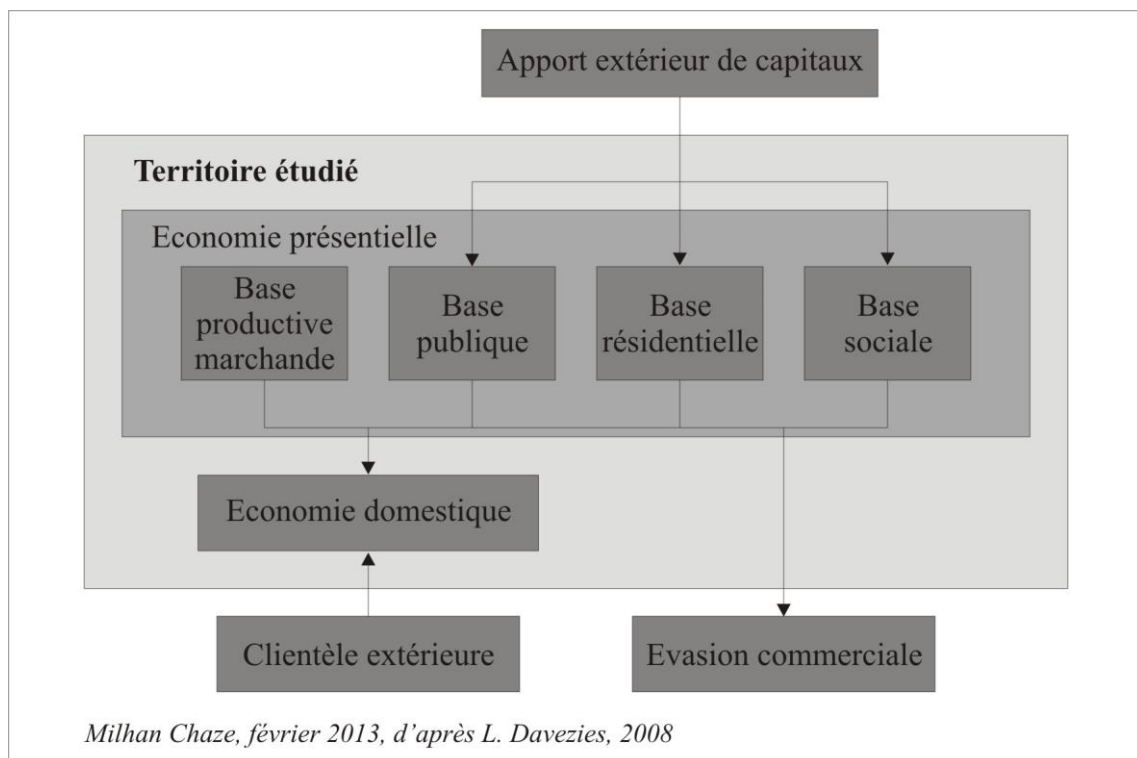 Apport extérieur de capitaux
Territoire étudié
Economie présentielle
Base
productive
marchande
Base
publique
Base
résidentielle
Base
sociale
Economie domestique
Clientèle extérieure
Evasion commerciale
Milhan Chaze, février 2013, d’après L. Davezies, 2008